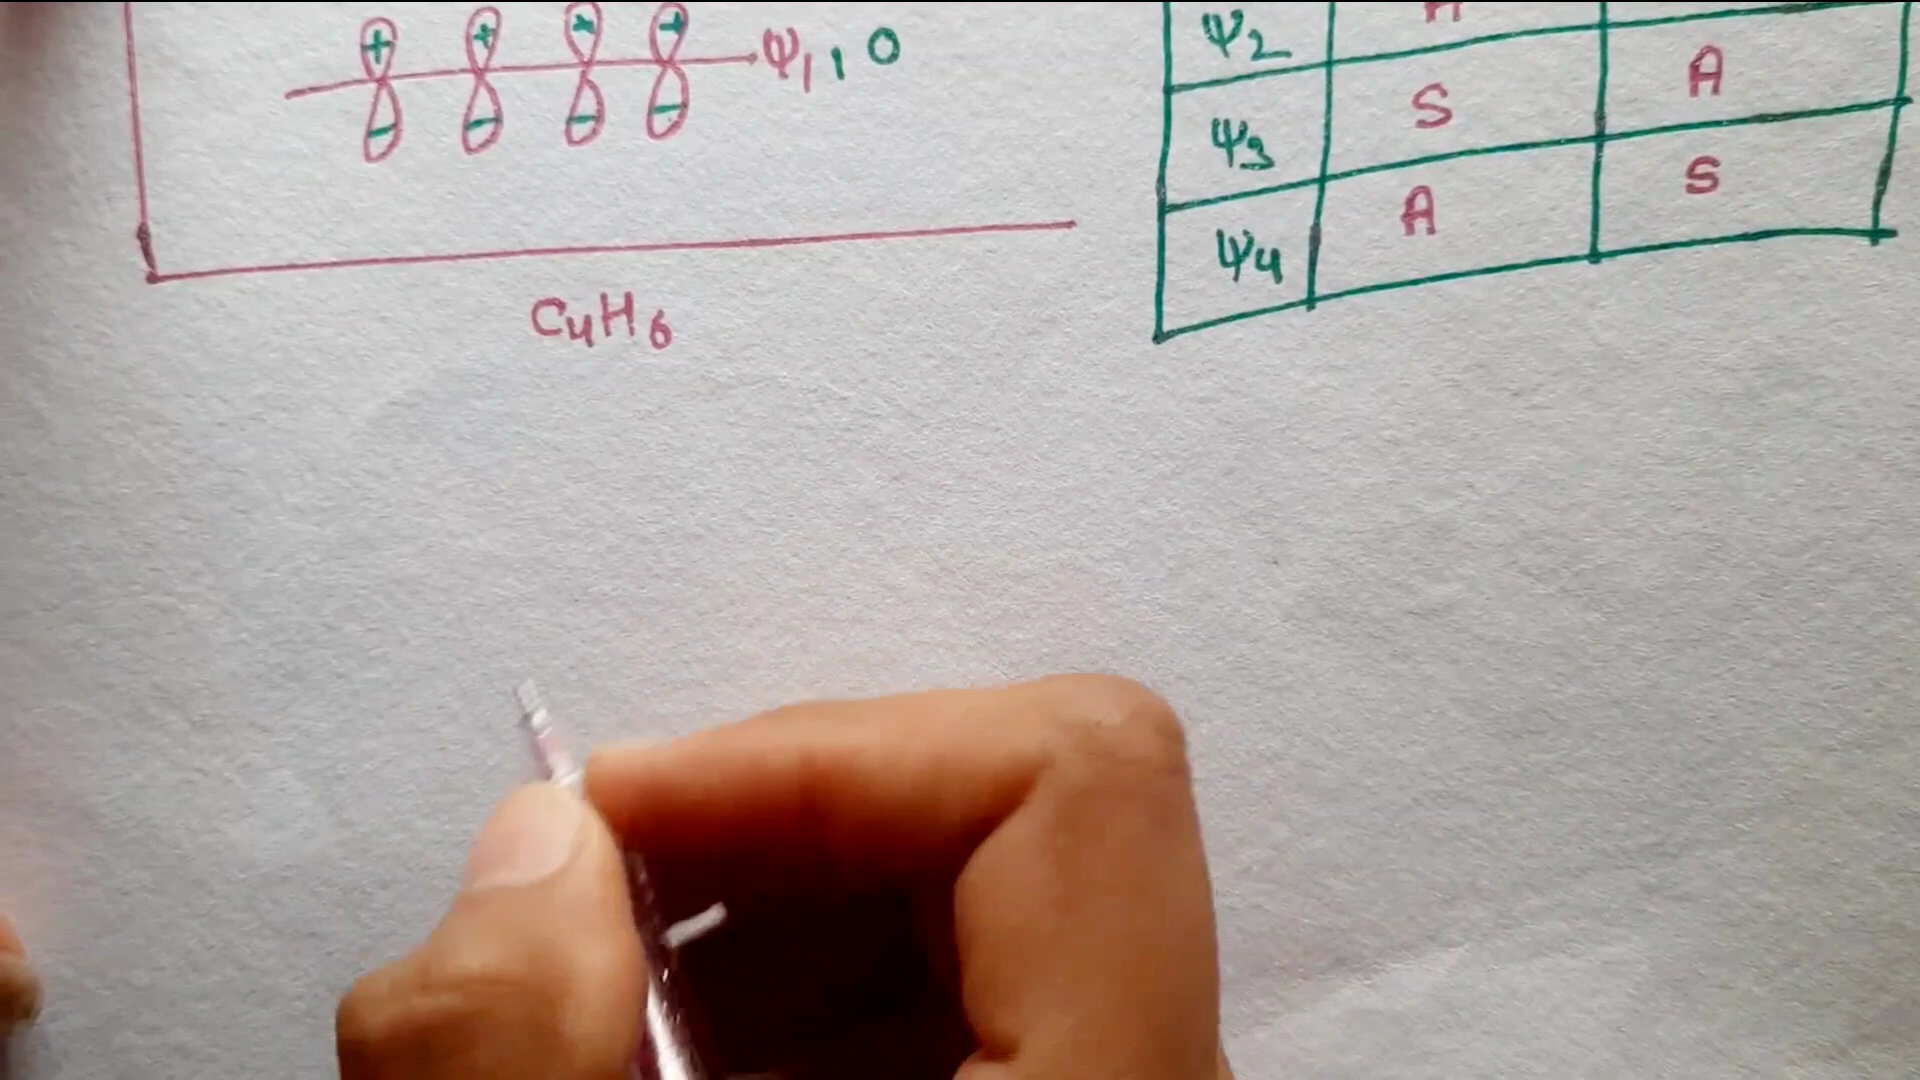 + + + +
ψ1, 0
- - - -
C4H6
ψ2
ψ3 S A
ψ4 A S